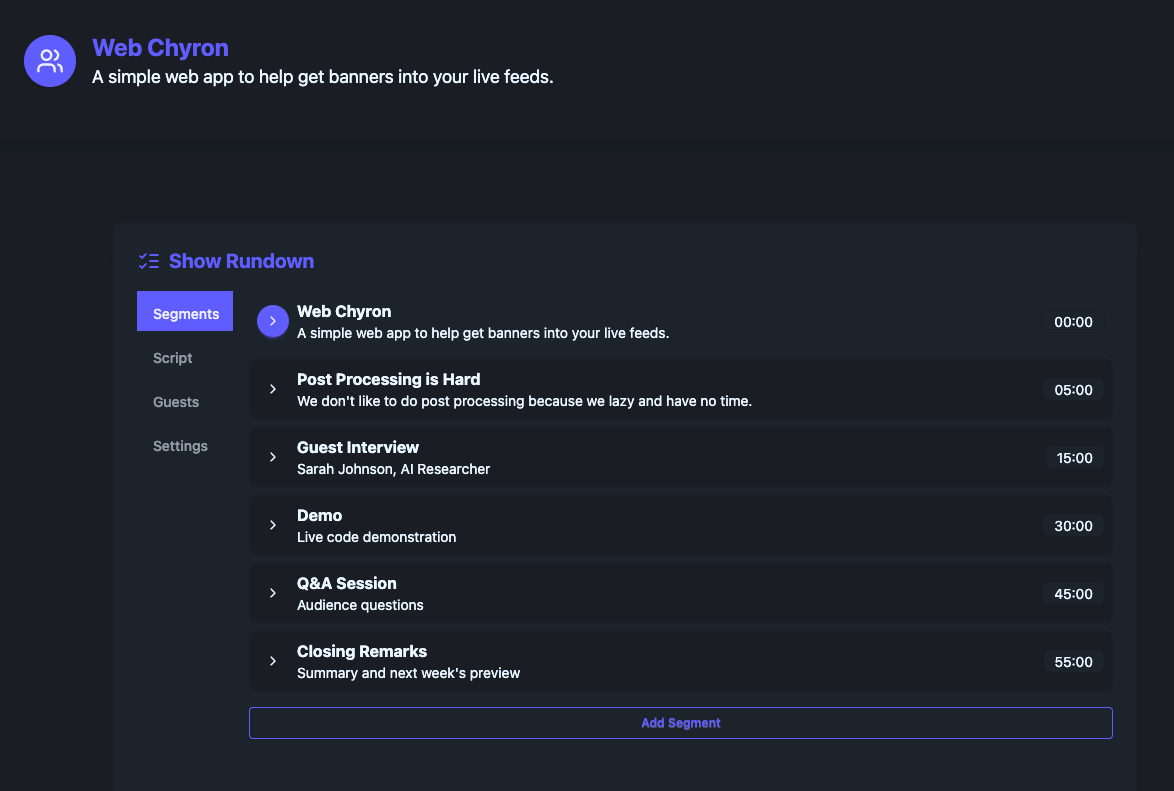 Web Chyron
A simple web app to help get banners into your live feeds.
Show Rundown
Segments
Script
Guests
Settings
Web Chyron
A simple web app to help get banners into your live feeds.
00:00
Post Processing is Hard
We don't like to do post processing because we lazy and have no time.
05:00
Guest Interview
Sarah Johnson, AI Researcher
15:00
Demo
Live code demonstration
30:00
Q&A Session
Audience questions
45:00
Closing Remarks
Summary and next week's preview
55:00
Add Segment